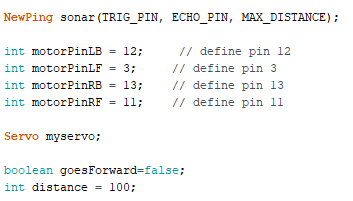 NewPing sonar(TRIG_PIN, ECHO_PIN, MAX_DISTANCE);
int motorPinLB = 12; // define pin 12
int motorPinLF = 3; // define pin 3
int motorPinRB = 13; // define pin 13
int motorPinRF = 11; // define pin 11
Servo myservo;
boolean goesForward=false;
int distance = 100;